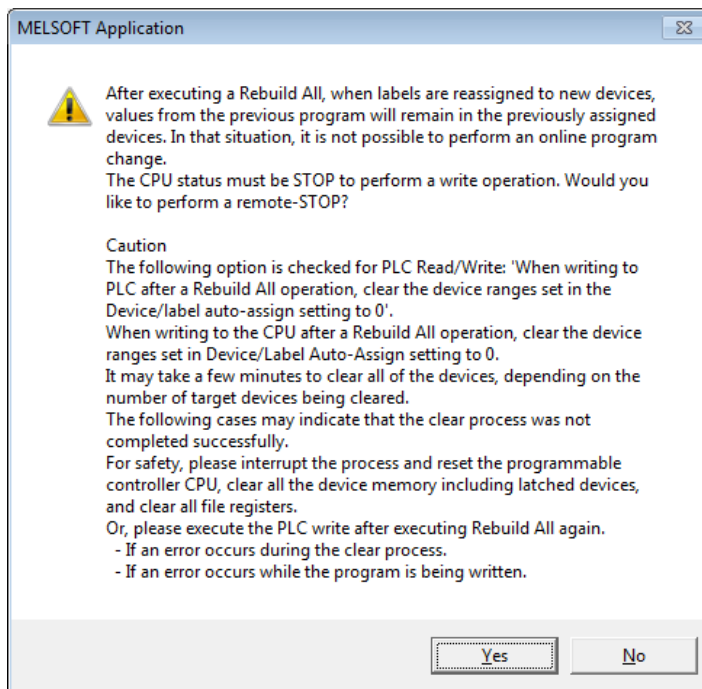 MELSOFT Application
After executing a Rebuild All, when labels are reassigned to new devices,
values from the previous program will remain in the previously assigned
devices. In that situation, it is not possible to perform an online program
change.
The CPU status must be STOP to perform a write operation. Would you
like to perform a remote-STOP?
Caution
The following option is checked for PLC Read/Write: 'When writing to
PLC after a Rebuild All operation, clear the device ranges set in the
Device/label auto-assign setting to 0'.
When writing to the CPU after a Rebuild All operation, clear the device
ranges set in Device/Label Auto-Assign setting to 0.
It may take a few minutes to clear all of the devices, depending on the
number of target devices being cleared.
The following cases may indicate that the clear process was not
completed successfully.
For safety, please interrupt the process and reset the programmable
controller CPU, clear all the device memory including latched devices,
and clear all file registers.
Or, please execute the PLC write after executing Rebuild All again.
- If an error occurs during the clear process.
- If an error occurs while the program is being written.
Yes No